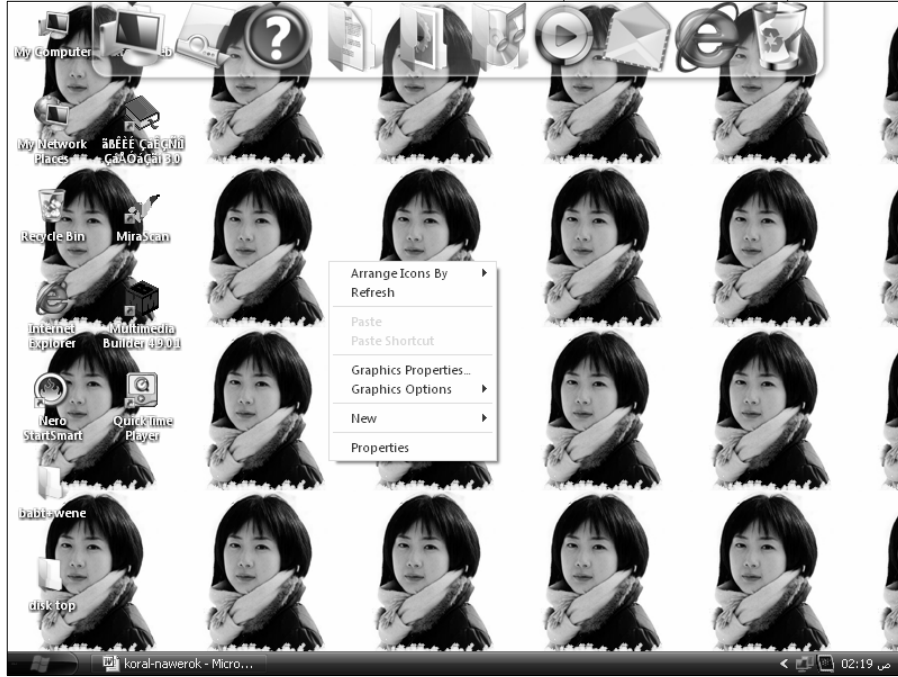 My Computer
My Network
Places
äÈÊÉÉ ÇáÊÇÑíÎ
Recycle Bin
MiraScan
Internet
Explorer
Multimedia
Builder 4.9.0.1
Nero
StartSmart
QuickTime
Player
babt+wene
disk top
Arrange Icons By
Refresh
Paste
Paste Shortcut
Graphics Properties...
Graphics Options
New
Properties
koral-nawerok - Micro...
02:19 ص